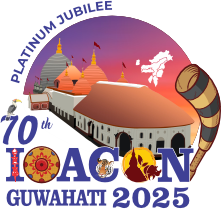 PLATINUM JUBILEE
70th
IOACON
GUWAHATI 2025